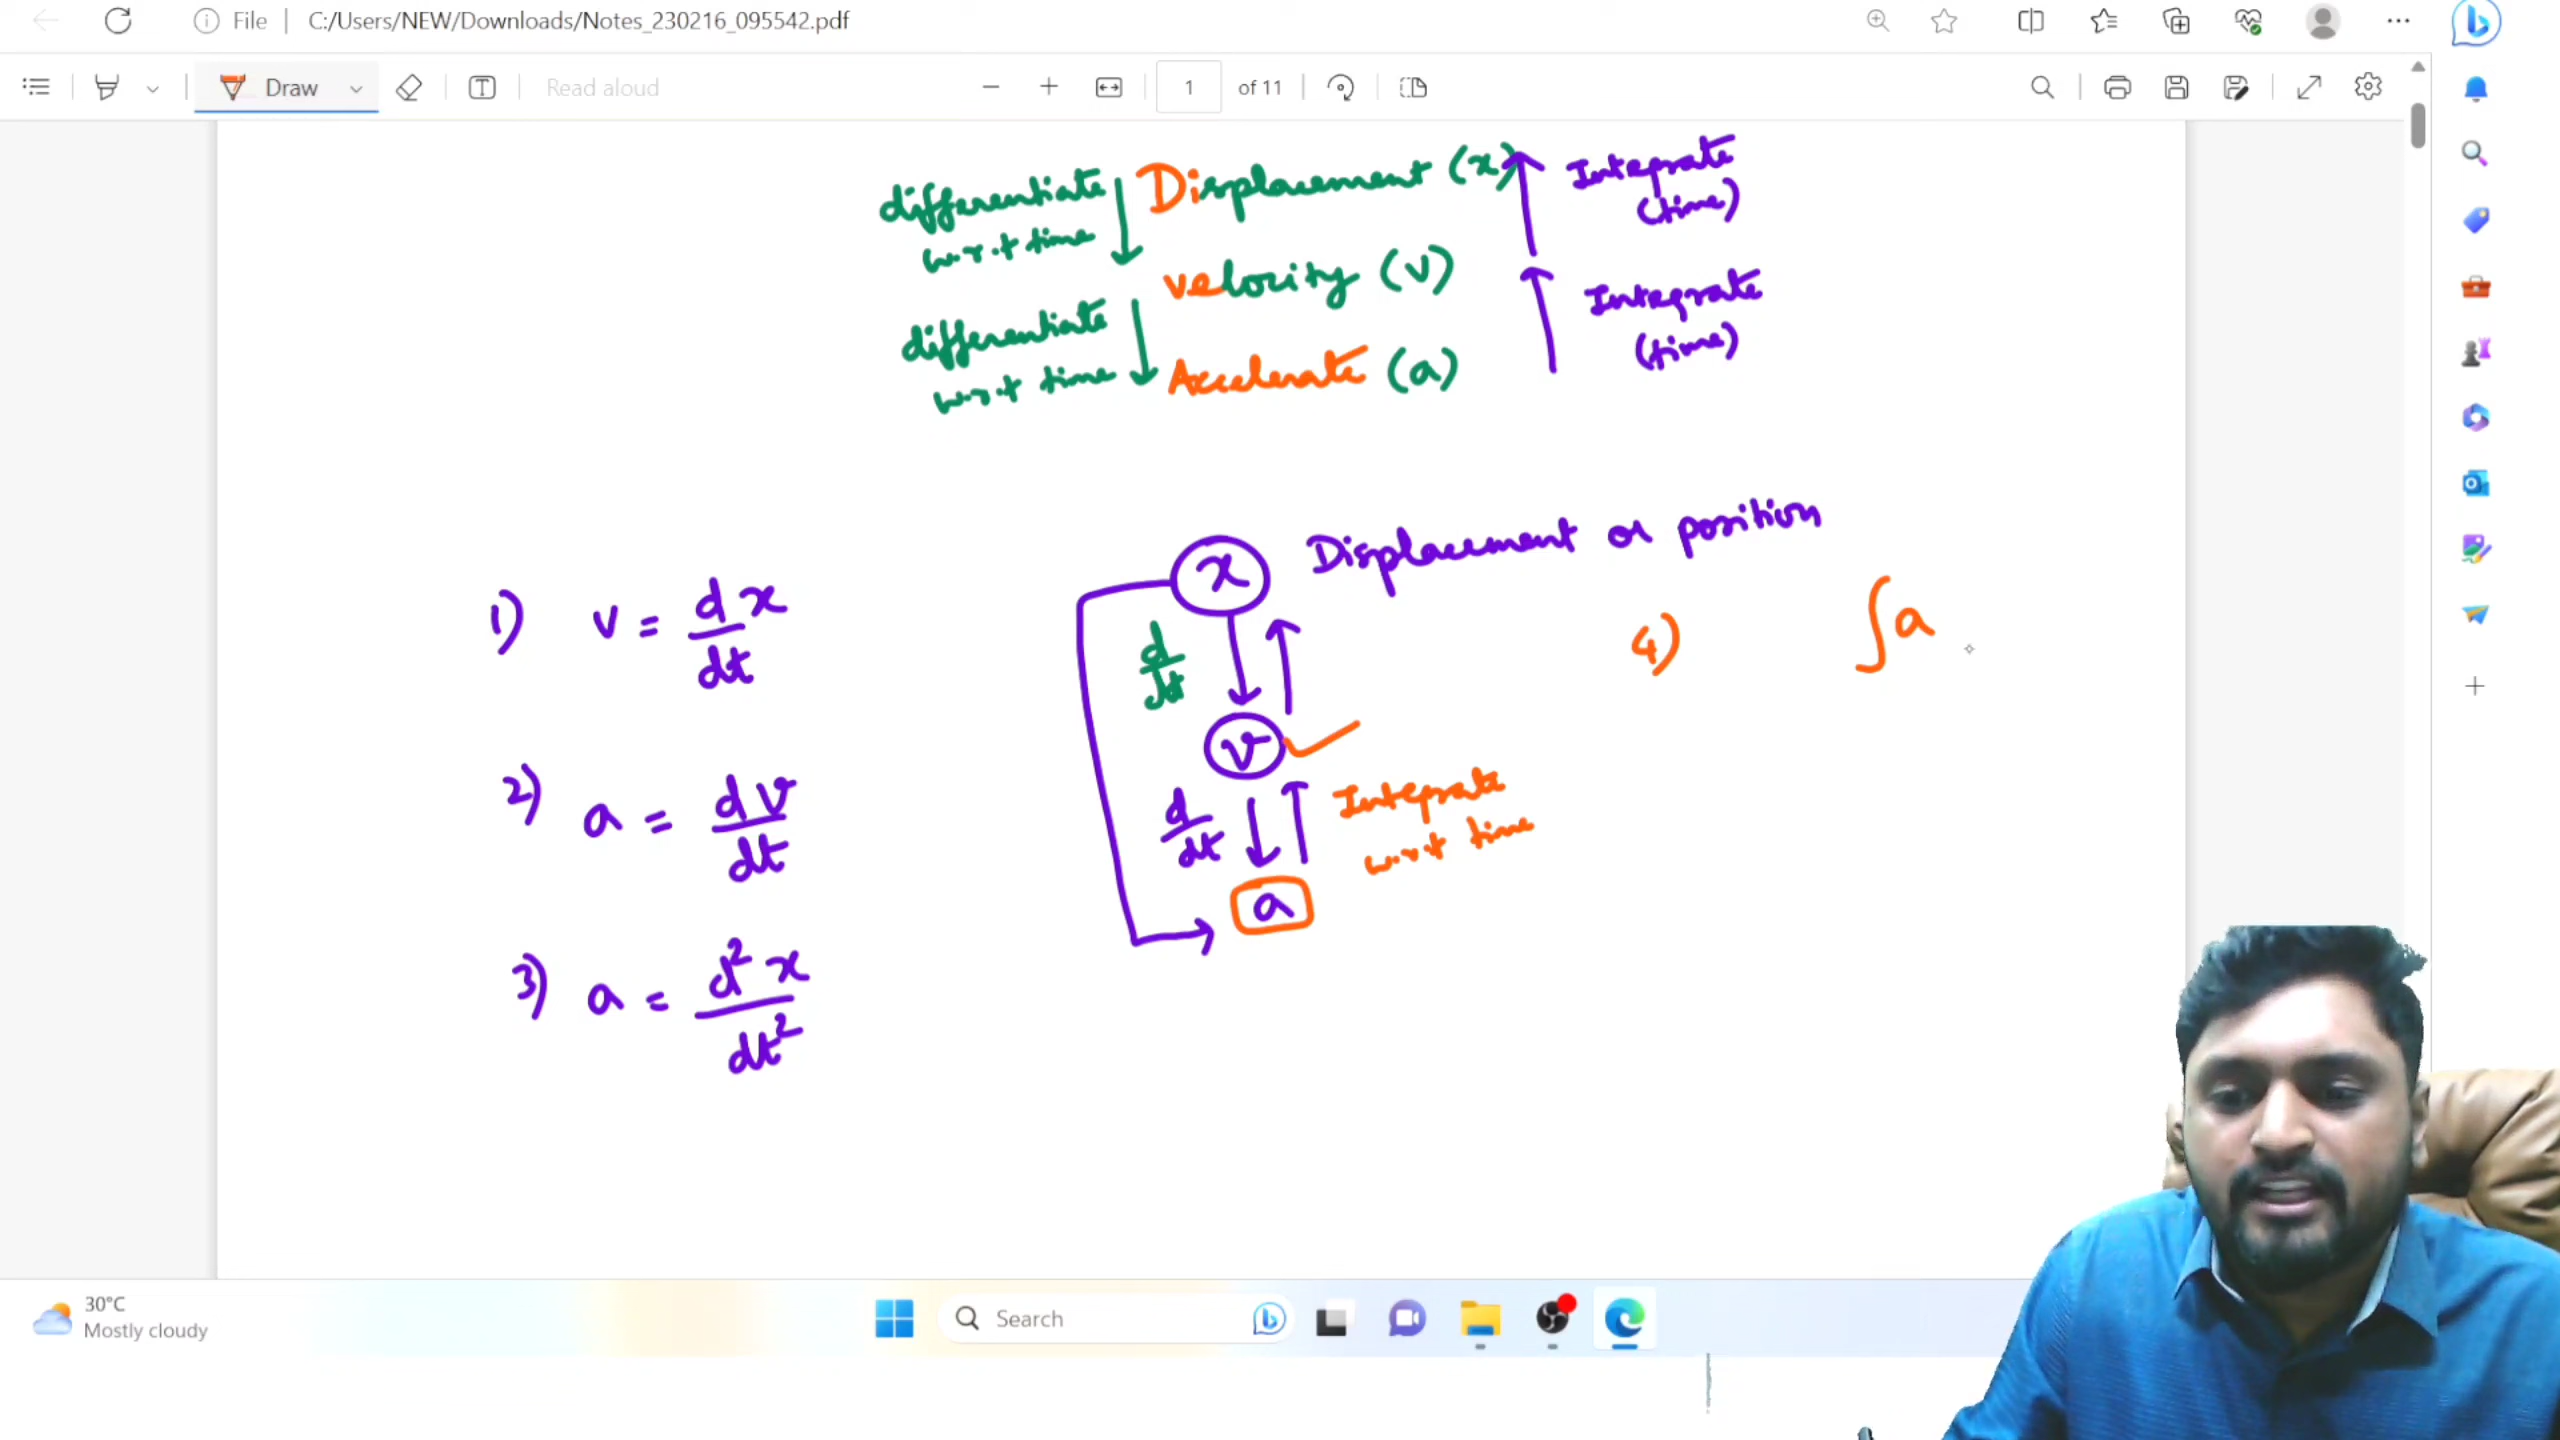 File | C:/Users/NEW/Downloads/Notes_230216_095542.pdf
Draw
Read aloud
1 of 11
differentiate w.r.t time
Displacement (x)
Integrate (time)
velocity (v)
differentiate w.r.t time
Integrate (time)
Accelerate (a)
x Displacement or position
1) v = dx/dt
d/dt
4) ∫a
v
2) a = dv/dt
d/dt
Integrate
w.r.t time
a
3) a = d²x/dt²
30°C
Mostly cloudy
Search